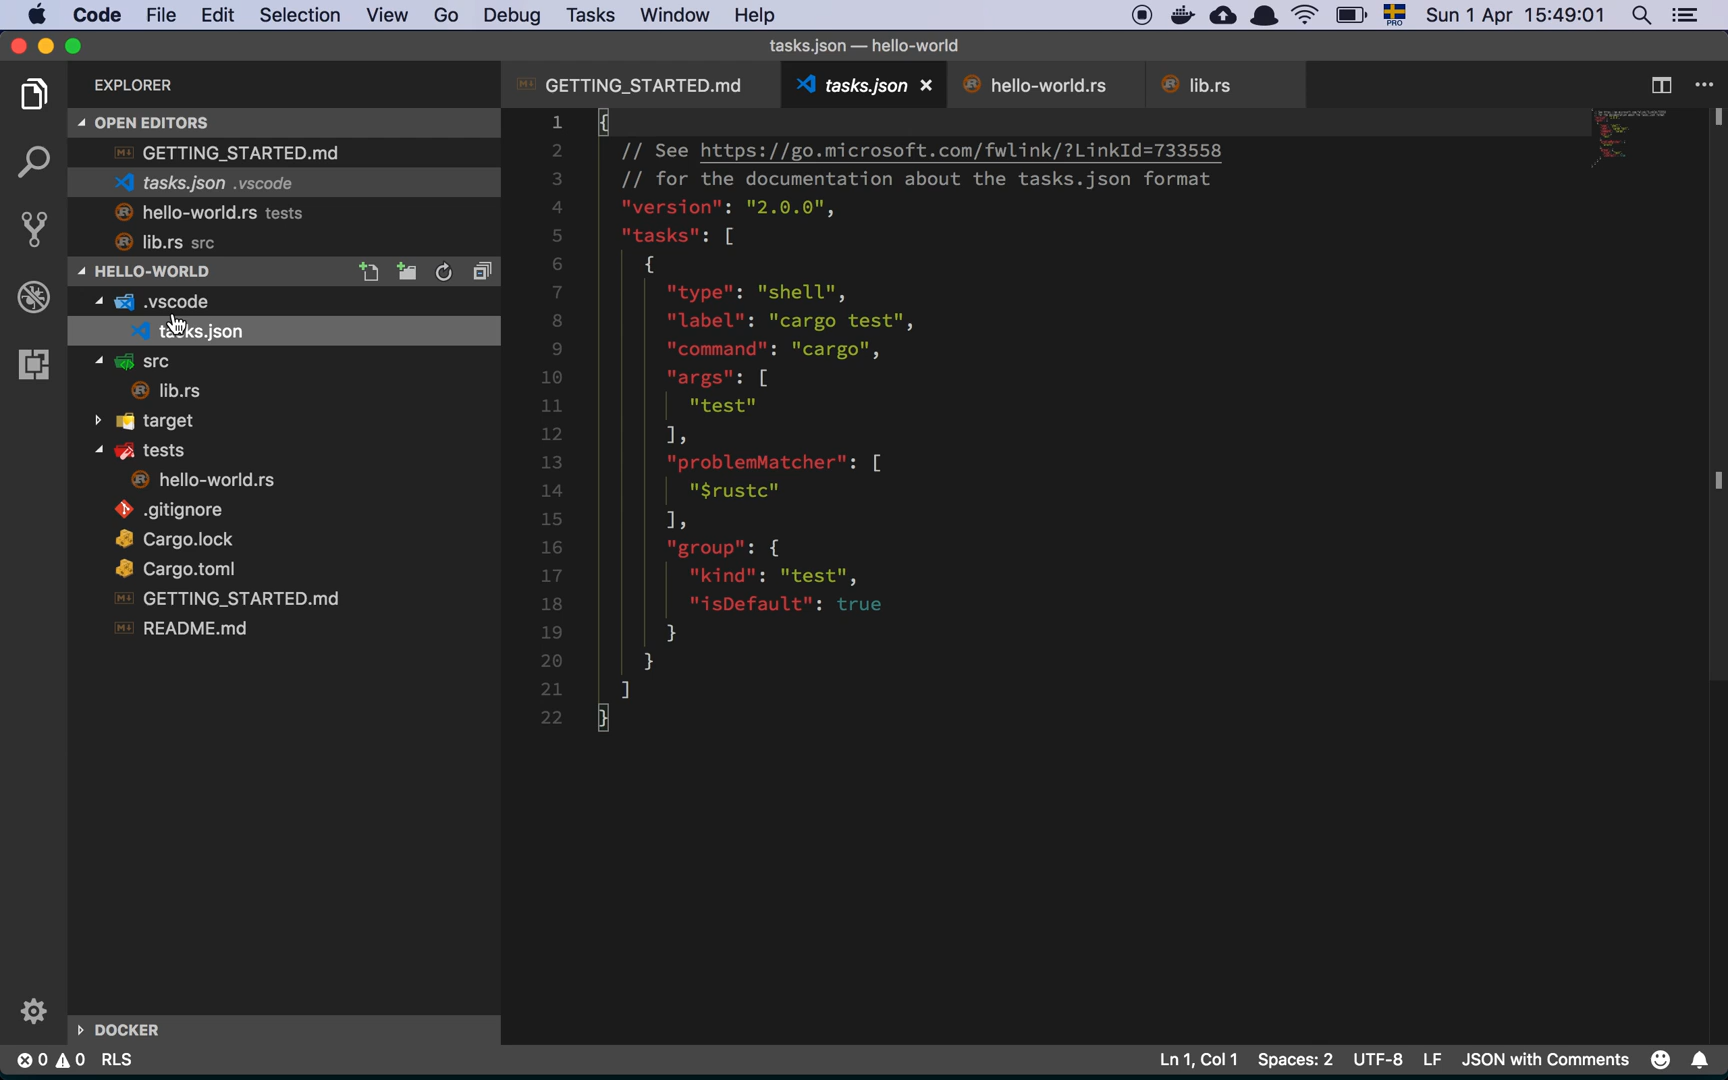 Code File Edit Selection View Go Debug Tasks Window Help PRO Sun 1 Apr 15:49:01
tasks.json — hello-world
EXPLORER
OPEN EDITORS
GETTING_STARTED.md
tasks.json .vscode
hello-world.rs tests
lib.rs src
HELLO-WORLD
.vscode
tasks.json
src
lib.rs
target
tests
hello-world.rs
.gitignore
Cargo.lock
Cargo.toml
GETTING_STARTED.md
README.md
DOCKER
GETTING_STARTED.md tasks.json hello-world.rs lib.rs
1 {
2 // See https://go.microsoft.com/fwlink/?LinkId=733558
3 // for the documentation about the tasks.json format
4 "version": "2.0.0",
5 "tasks": [
6 {
7 "type": "shell",
8 "label": "cargo test",
9 "command": "cargo",
10 "args": [
11 "test"
12 ],
13 "problemMatcher": [
14 "$rustc"
15 ],
16 "group": {
17 "kind": "test",
18 "isDefault": true
19 }
20 }
21 ]
22 }
0 0 RLS Ln 1, Col 1 Spaces: 2 UTF-8 LF JSON with Comments